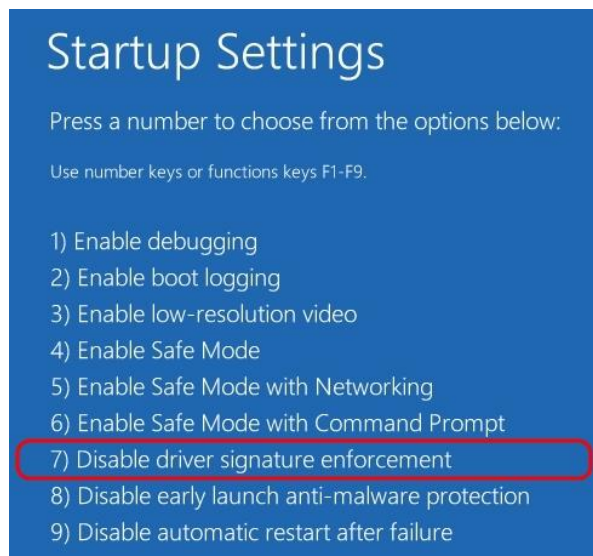 Startup Settings
Press a number to choose from the options below:
Use number keys or functions keys F1-F9.
1) Enable debugging
2) Enable boot logging
3) Enable low-resolution video
4) Enable Safe Mode
5) Enable Safe Mode with Networking
6) Enable Safe Mode with Command Prompt
7) Disable driver signature enforcement
8) Disable early launch anti-malware protection
9) Disable automatic restart after failure